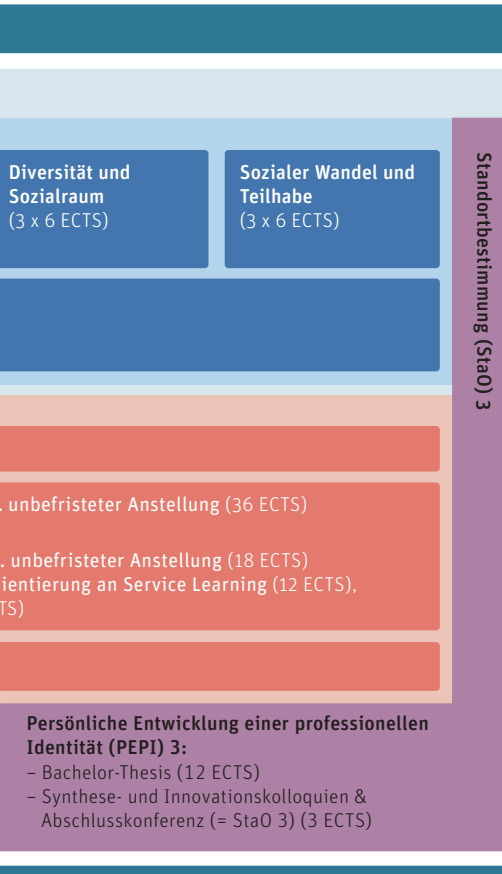 Diversität und
Sozialraum
(3 x 6 ECTS)
Sozialer Wandel und
Teilhabe
(3 x 6 ECTS)
Standortbestimmung (StaO) 3
. unbefristeter Anstellung (36 ECTS)
. unbefristeter Anstellung (18 ECTS)
ientierung an Service Learning (12 ECTS),
TS)
Persönliche Entwicklung einer professionellen
Identität (PEPI) 3:
– Bachelor-Thesis (12 ECTS)
– Synthese- und Innovationskolloquien &
Abschlusskonferenz (= StaO 3) (3 ECTS)